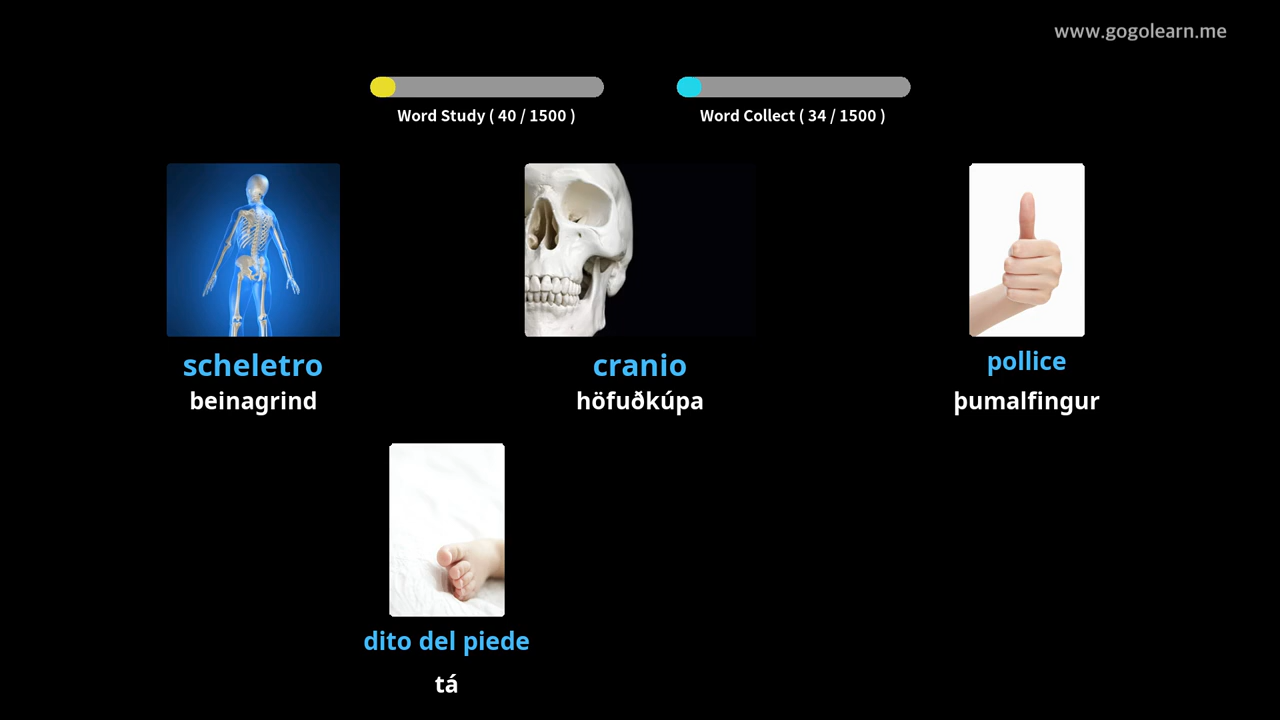 www.gogolearn.me
Word Study ( 40 / 1500 )
Word Collect ( 34 / 1500 )
scheletro
beinagrind
cranio
höfuðkúpa
pollice
þumalfingur
dito del piede
tá